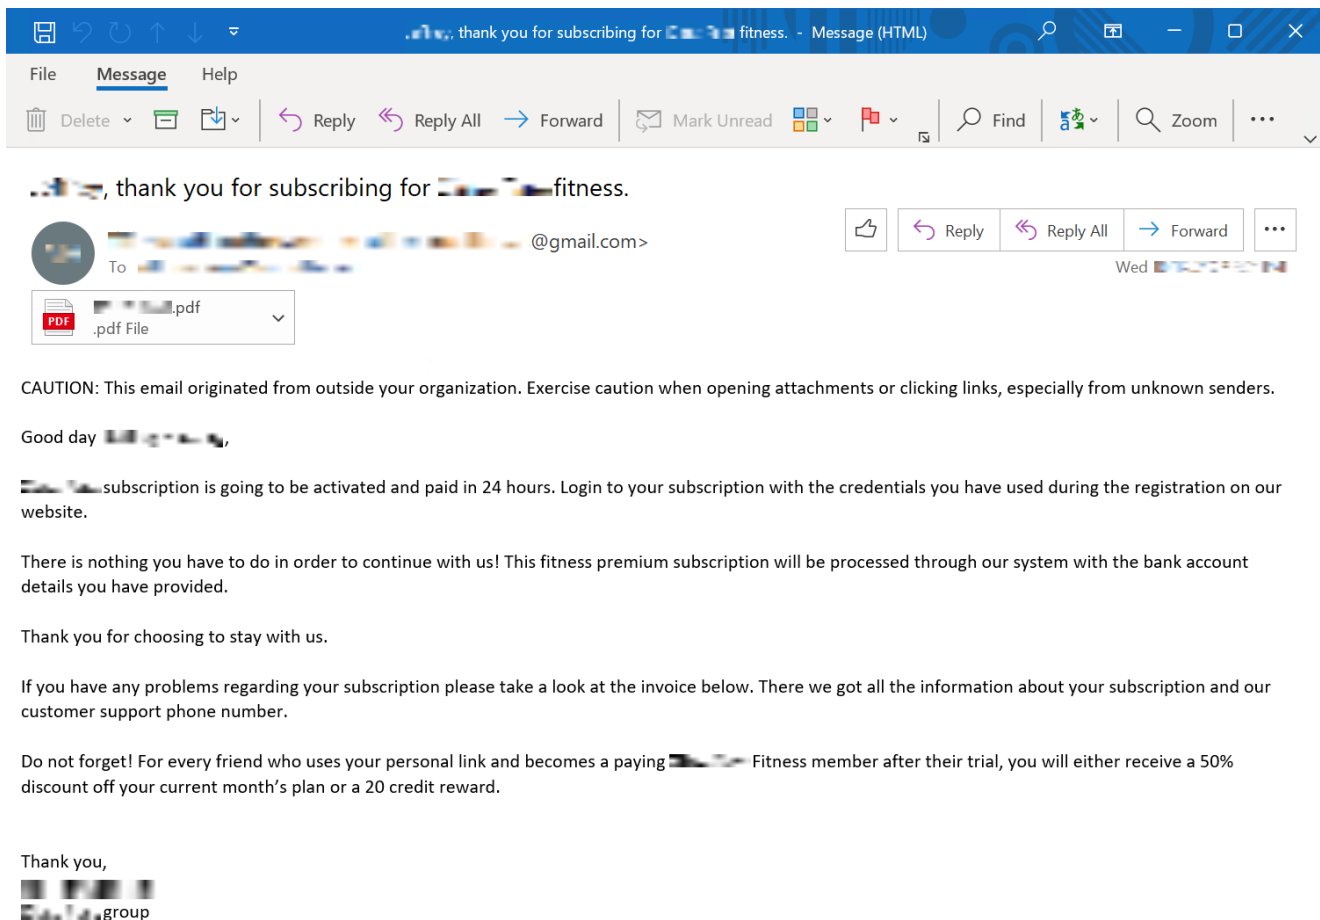 , thank you for subscribing for fitness. - Message (HTML)
File Message Help
Delete Reply Reply All Forward Mark Unread Find Zoom
, thank you for subscribing for fitness.
@gmail.com>
Reply Reply All Forward
To
Wed
PDF .pdf
.pdf File
CAUTION: This email originated from outside your organization. Exercise caution when opening attachments or clicking links, especially from unknown senders.
Good day ,
subscription is going to be activated and paid in 24 hours. Login to your subscription with the credentials you have used during the registration on our
website.
There is nothing you have to do in order to continue with us! This fitness premium subscription will be processed through our system with the bank account
details you have provided.
Thank you for choosing to stay with us.
If you have any problems regarding your subscription please take a look at the invoice below. There we got all the information about your subscription and our
customer support phone number.
Do not forget! For every friend who uses your personal link and becomes a paying Fitness member after their trial, you will either receive a 50%
discount off your current month’s plan or a 20 credit reward.
Thank you,
group